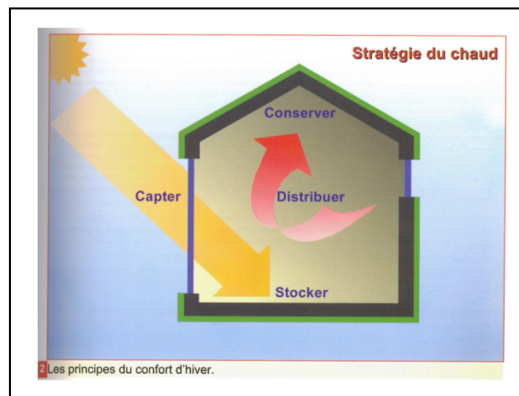 Stratégie du chaud
Conserver
Capter
Distribuer
Stocker
2 Les principes du confort d'hiver.